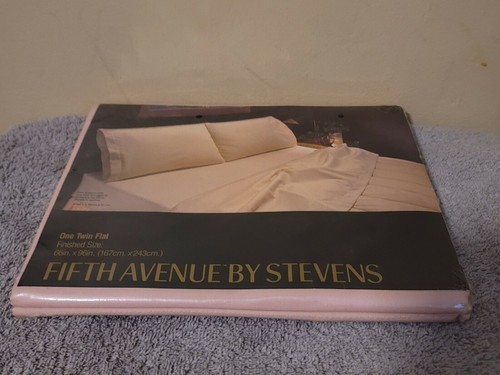 One Twin Flat
Finished Size:
66in x 96in. (167cm. x 243cm.)
FIFTH AVENUE BY STEVENS